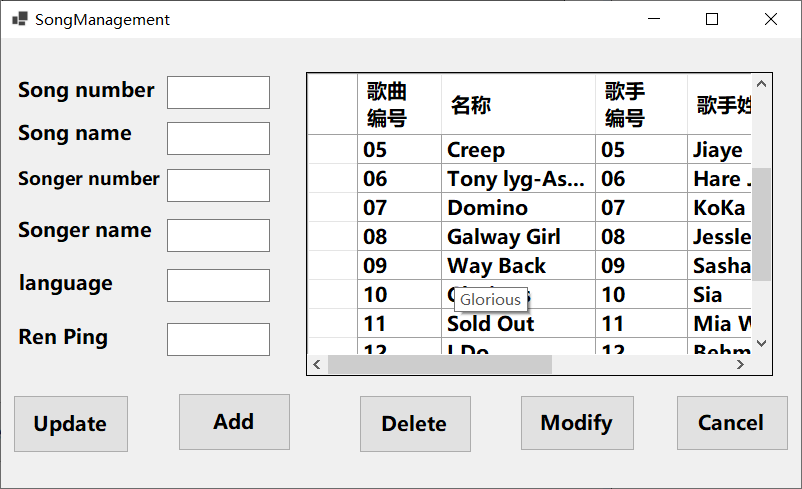 SongManagement
Song number
Song name
Songer number
Songer name
language
Ren Ping
歌曲编号 名称 歌手编号 歌手姓
05 Creep 05 Jiaye
06 Tony lyg-As... 06 Hare
07 Domino 07 KoKa
08 Galway Girl 08 Jessle
09 Way Back 09 Sasha
10 Glorious 10 Sia
11 Sold Out 11 Mia
12 I Do 12 Behm
Update Add Delete Modify Cancel